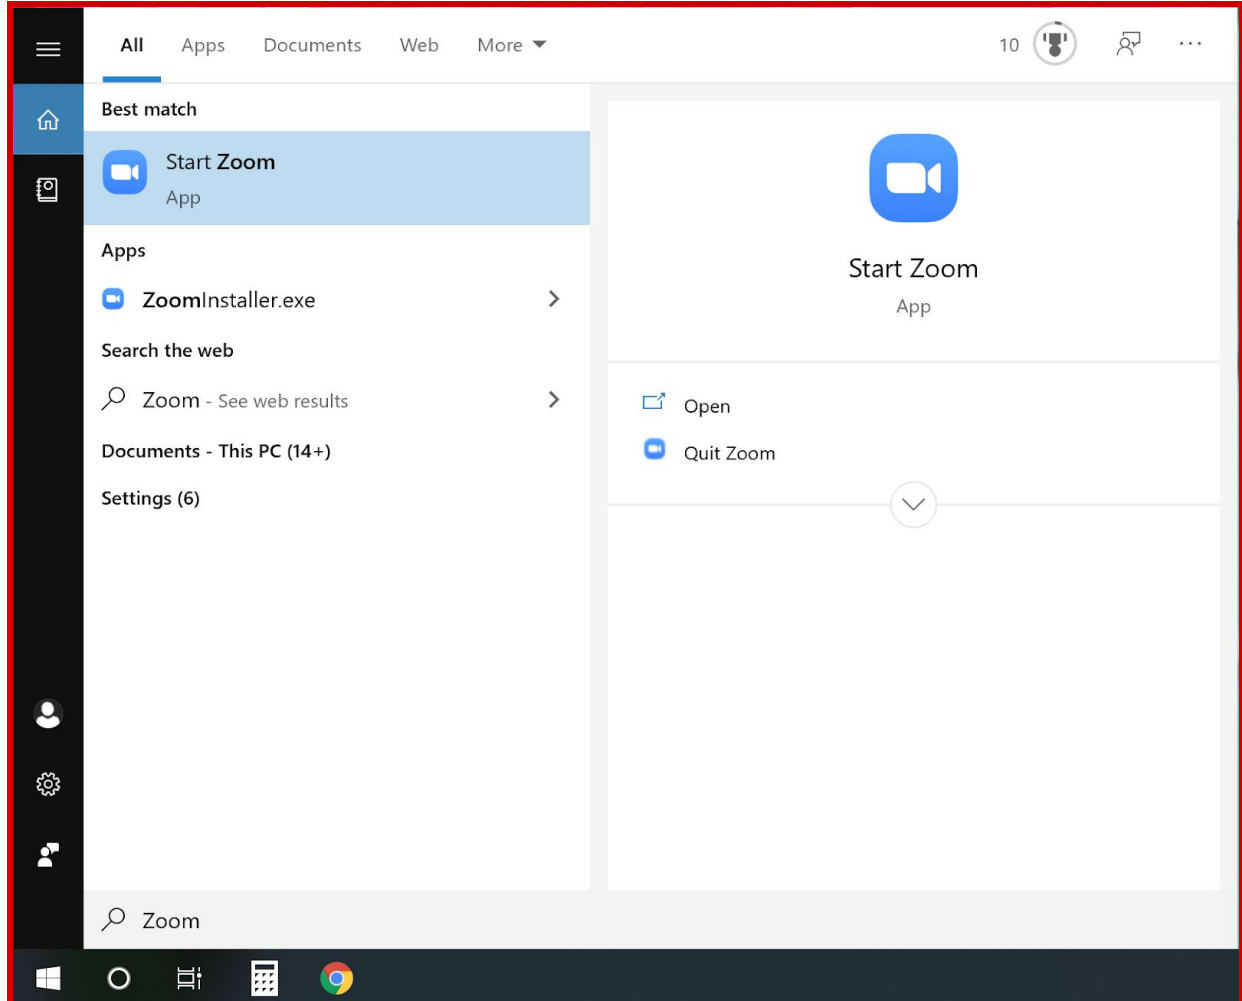 All Apps Documents Web More 10 ...
Best match
Start Zoom
App
Apps
ZoomInstaller.exe
Search the web
Zoom - See web results
Documents - This PC (14+)
Settings (6)
Start Zoom
App
Open
Quit Zoom
Zoom